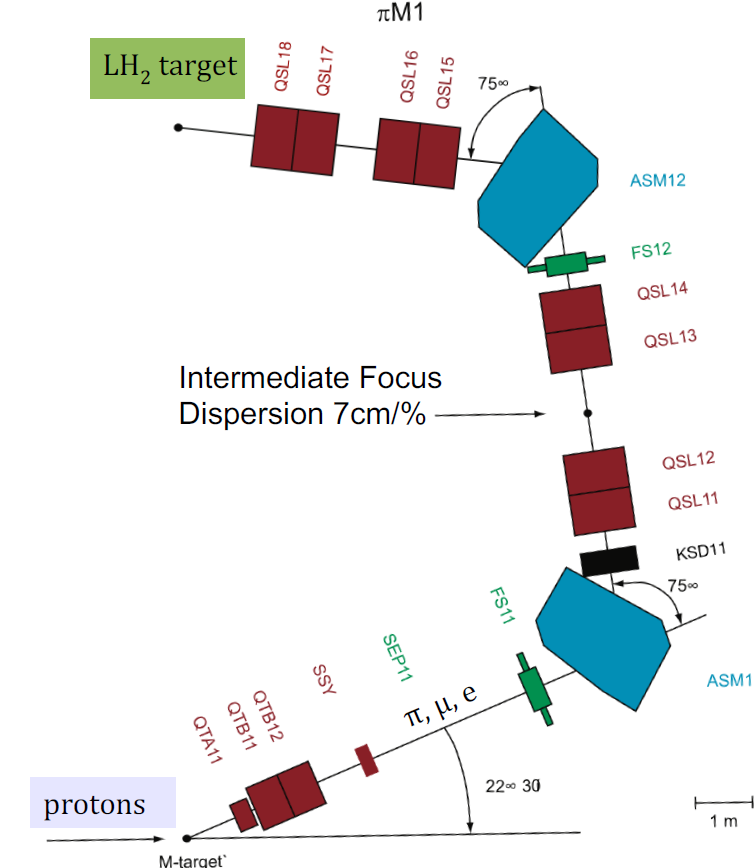 πM1
LH2 target
QSL18
QSL17
QSL16
QSL15
75∞
ASM12
FS12
QSL14
QSL13
Intermediate Focus
Dispersion 7cm/%
QSL12
QSL11
KSD11
75∞
FS11
ASM1
SEP11
SSY
QTB12
QTB11
QTA11
π, μ, e
22∞ 30
protons
1 m
M-target`